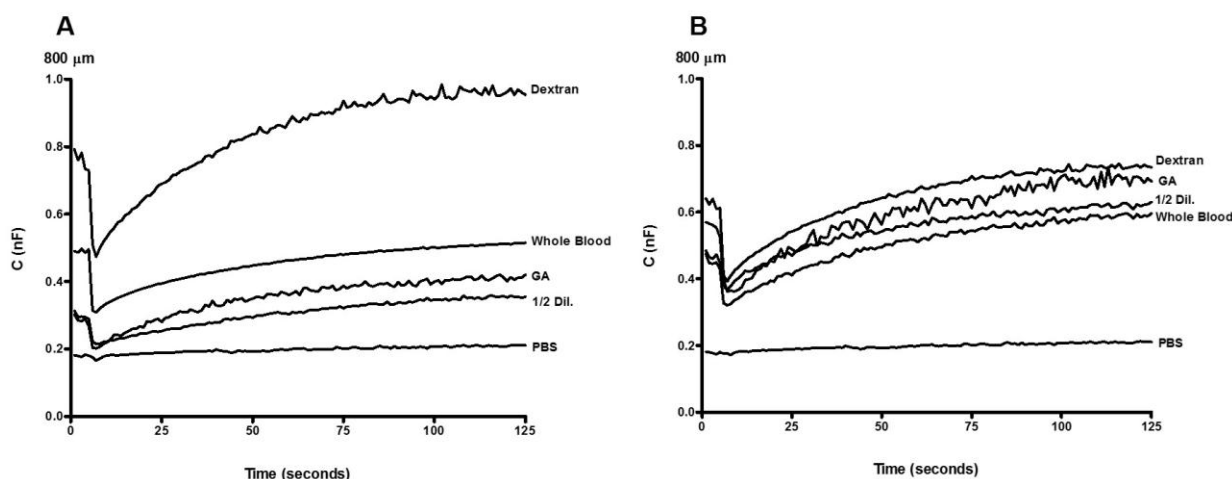 A
800 µm
1.0
0.8
0.6
0.4
0.2
0.0
C (nF)
Dextran
Whole Blood
GA
1/2 Dil.
PBS
0 25 50 75 100 125
Time (seconds)
B
800 µm
1.0
0.8
0.6
0.4
0.2
0.0
C (nF)
Dextran
GA
1/2 Dil.
Whole Blood
PBS
0 25 50 75 100 125
Time (seconds)